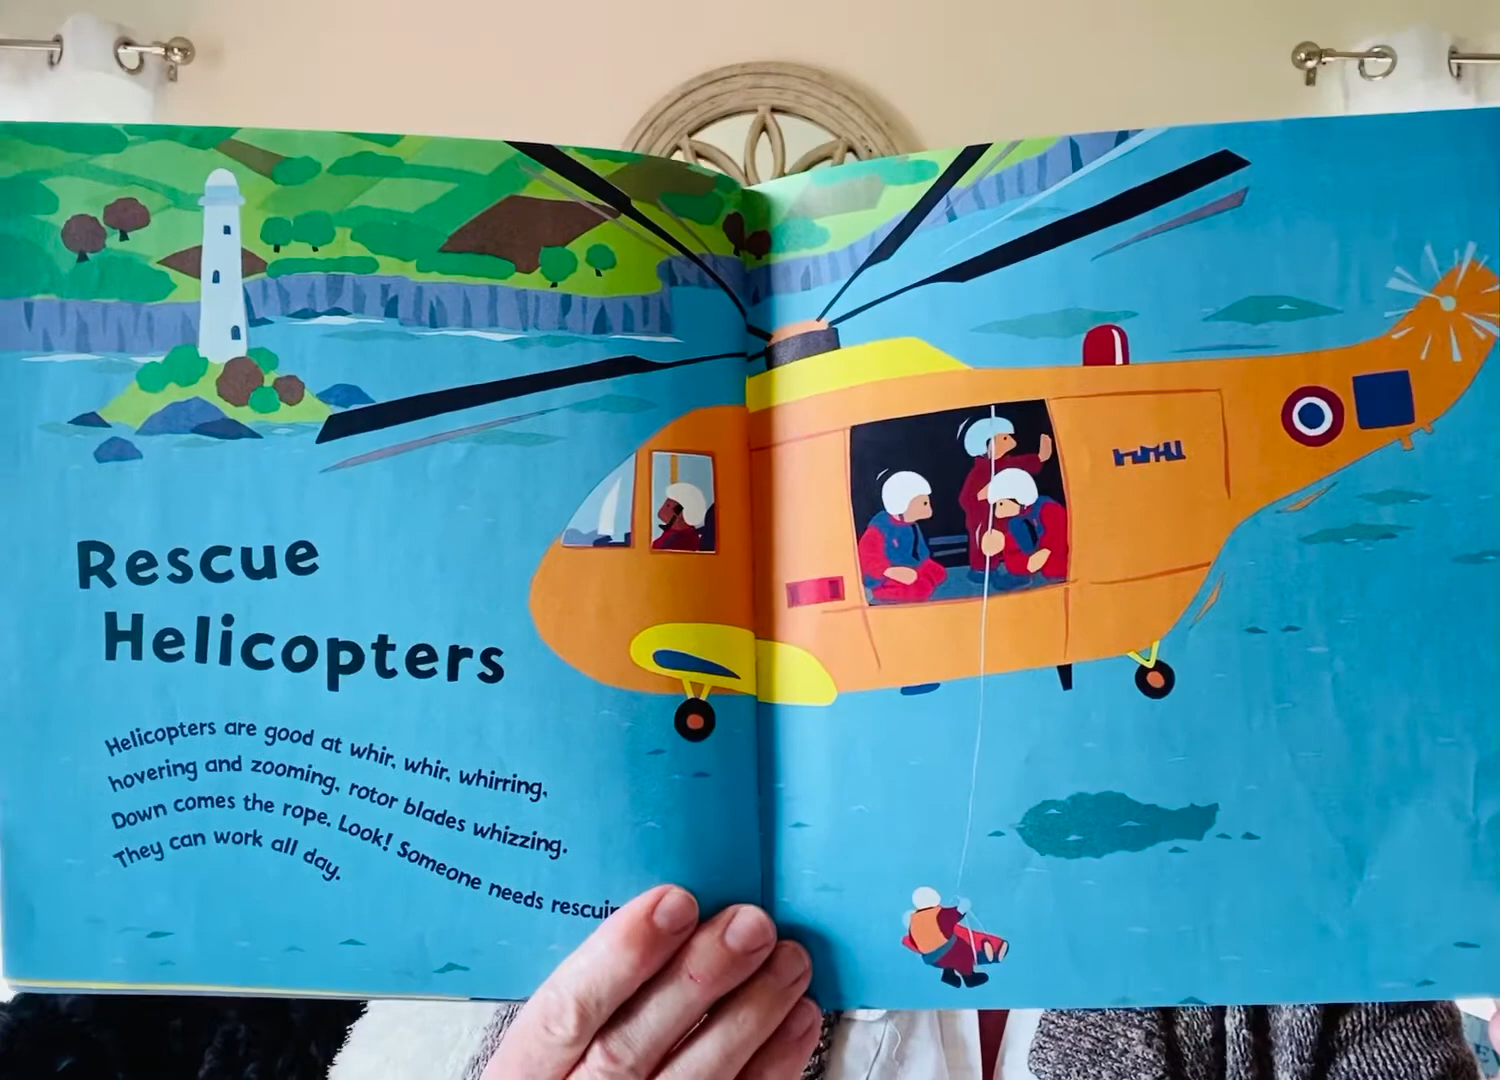 Rescue
Helicopters
Helicopters are good at whir, whir, whirring,
hovering and zooming, rotor blades whizzing.
Down comes the rope. Look! Someone needs
They can work all day.